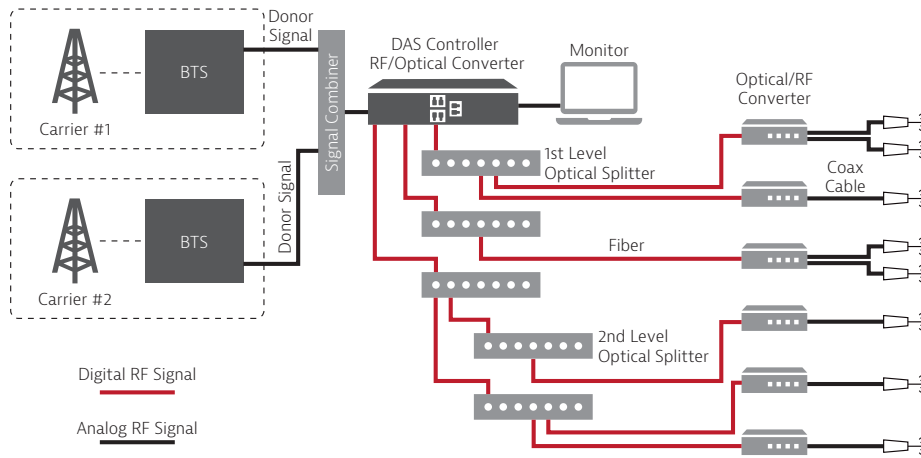 Donor
Signal
BTS
Carrier #1
Signal Combiner
DAS Controller
RF/Optical Converter
Monitor
Optical/RF
Converter
1st Level
Optical Splitter
Coax
Cable
Donor Signal
BTS
Carrier #2
Fiber
2nd Level
Optical Splitter
Digital RF Signal
Analog RF Signal